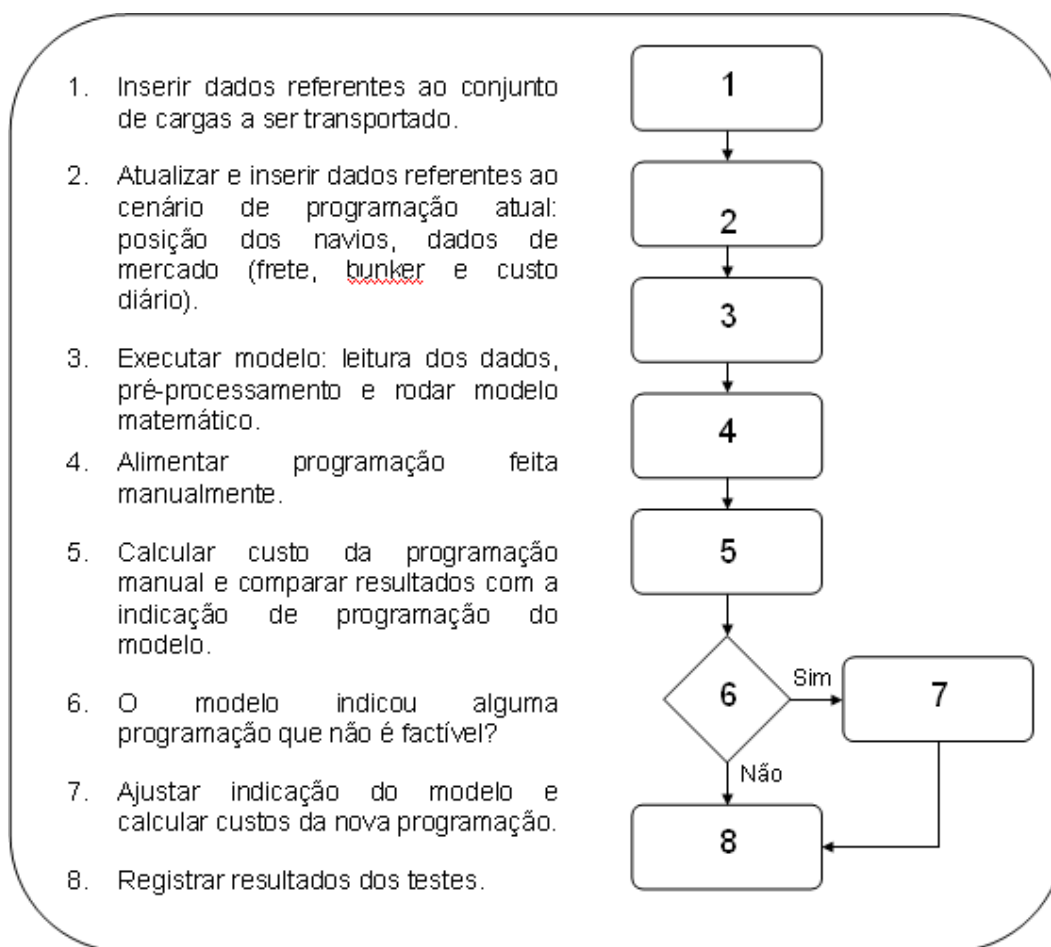 1. Inserir dados referentes ao conjunto
de cargas a ser transportado.
2. Atualizar e inserir dados referentes ao
cenário de programação atual:
posição dos navios, dados de
mercado (frete, bunker e custo
diário).
3. Executar modelo: leitura dos dados,
pré-processamento e rodar modelo
matemático.
4. Alimentar programação feita
manualmente.
5. Calcular custo da programação
manual e comparar resultados com a
indicação de programação do
modelo.
6. O modelo indicou alguma
programação que não é factível?
7. Ajustar indicação do modelo e
calcular custos da nova programação.
8. Registrar resultados dos testes.
1
2
3
4
5
6
Sim
7
Não
8